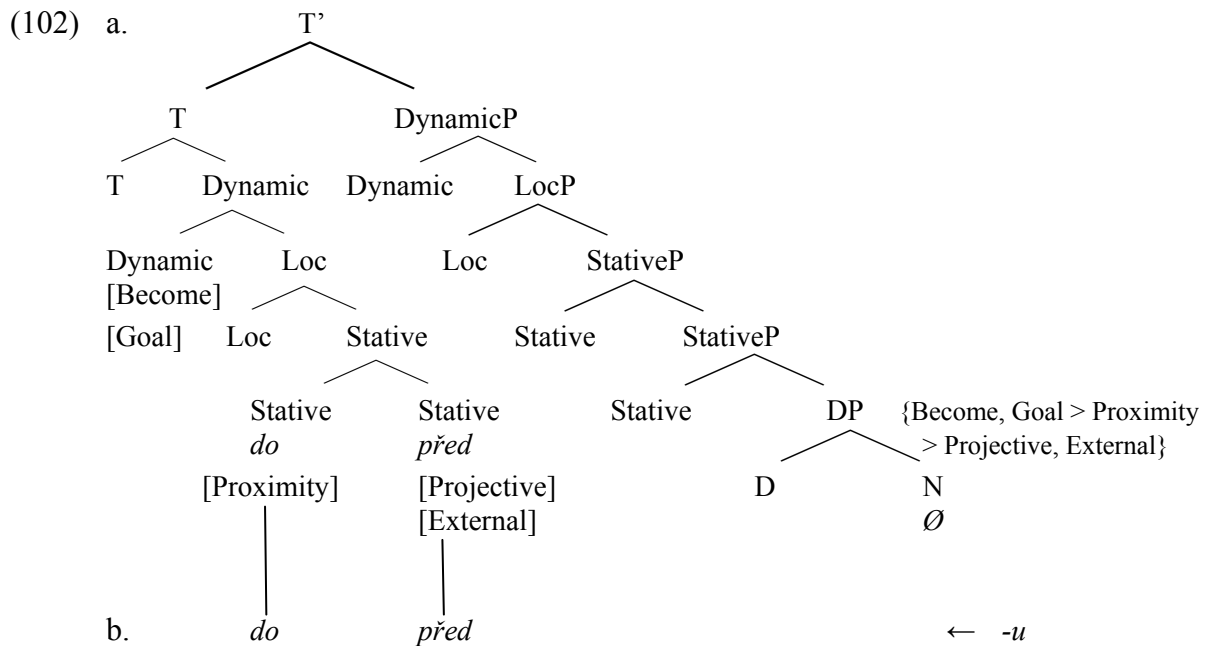 (102) a. T’
T DynamicP
T Dynamic Dynamic LocP
Dynamic Loc Loc StativeP
[Become]
[Goal] Loc Stative Stative StativeP
Stative Stative Stative DP {Become, Goal > Proximity
do před > Projective, External}
[Proximity] [Projective] D N
[External] Ø
b. do před ← -u